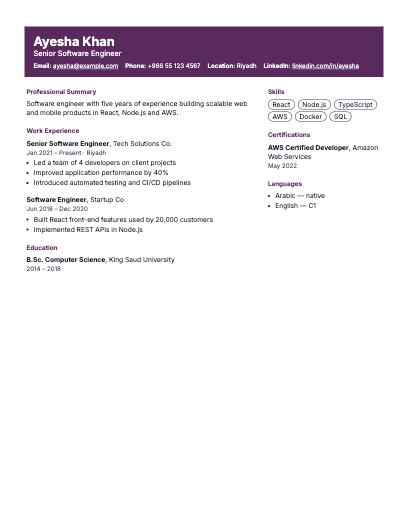 Ayesha Khan
Senior Software Engineer
Email: ayesha@example.com Phone: +966 55 123 4567 Location: Riyadh LinkedIn: linkedin.com/in/ayesha
Professional Summary
Software engineer with five years of experience building scalable web
and mobile products in React, Node.js and AWS.
Work Experience
Senior Software Engineer, Tech Solutions Co.
Jan 2021 – Present · Riyadh
• Led a team of 4 developers on client projects
• Improved application performance by 40%
• Introduced automated testing and CI/CD pipelines
Software Engineer, Startup Co
Jun 2018 – Dec 2020
• Built React front-end features used by 20,000 customers
• Implemented REST APIs in Node.js
Education
B.Sc. Computer Science, King Saud University
2014 – 2018
Skills
React Node.js TypeScript
AWS Docker SQL
Certifications
AWS Certified Developer, Amazon
Web Services
May 2022
Languages
• Arabic — native
• English — C1